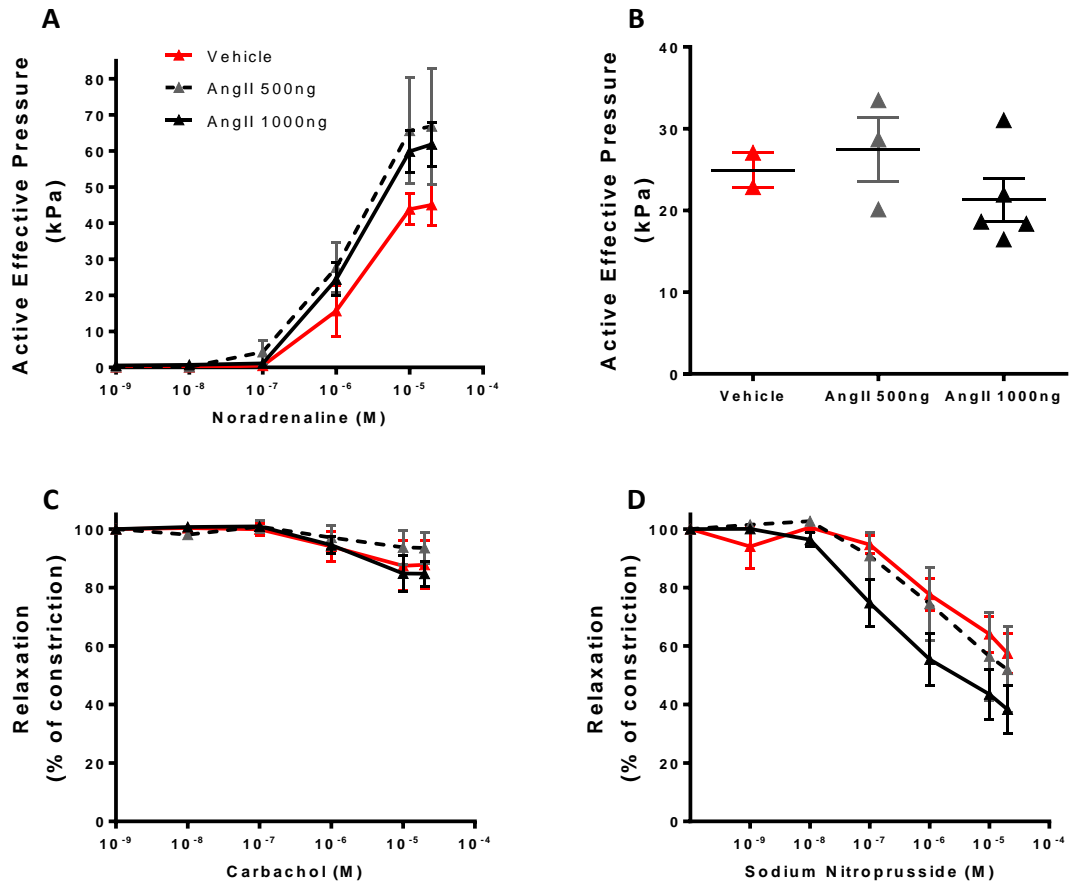 A
Vehicle
AngII 500ng
AngII 1000ng
Active Effective Pressure
(kPa)
80
70
60
50
40
30
20
10
0
10-9
10-8
10-7
10-6
10-5
10-4
Noradrenaline (M)
B
Active Effective Pressure
(kPa)
40
30
20
10
0
Vehicle
AngII 500ng
AngII 1000ng
C
Relaxation
(% of constriction)
100
80
60
40
20
0
10-9
10-8
10-7
10-6
10-5
10-4
Carbachol (M)
D
Relaxation
(% of constriction)
100
80
60
40
20
0
10-9
10-8
10-7
10-6
10-5
10-4
Sodium Nitroprusside (M)